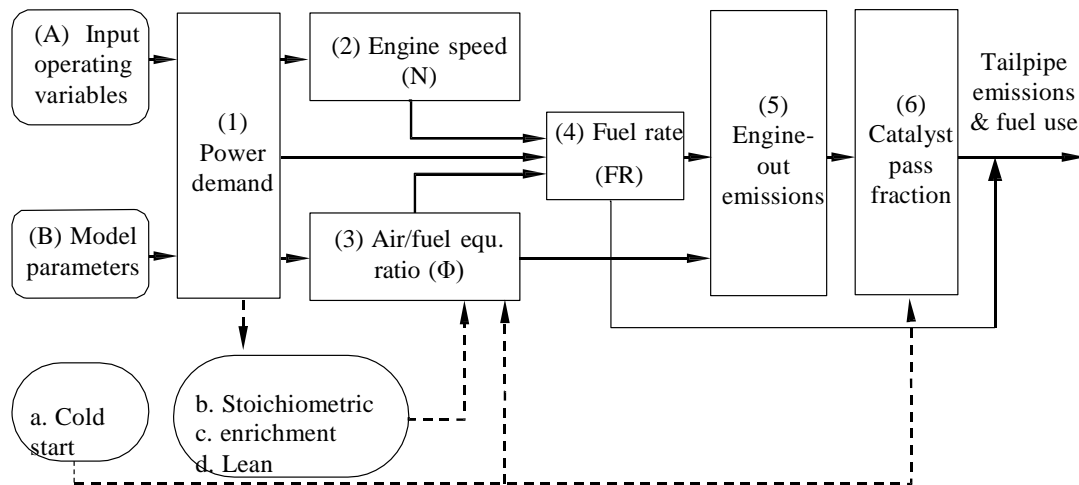 (A) Input
operating
variables
(B) Model
parameters
(1)
Power
demand
(2) Engine speed
(N)
(3) Air/fuel equ.
ratio (Φ)
(4) Fuel rate
(FR)
(5)
Engine-
out
emissions
(6)
Catalyst
pass
fraction
Tailpipe
emissions
& fuel use
a. Cold
start
b. Stoichiometric
c. enrichment
d. Lean